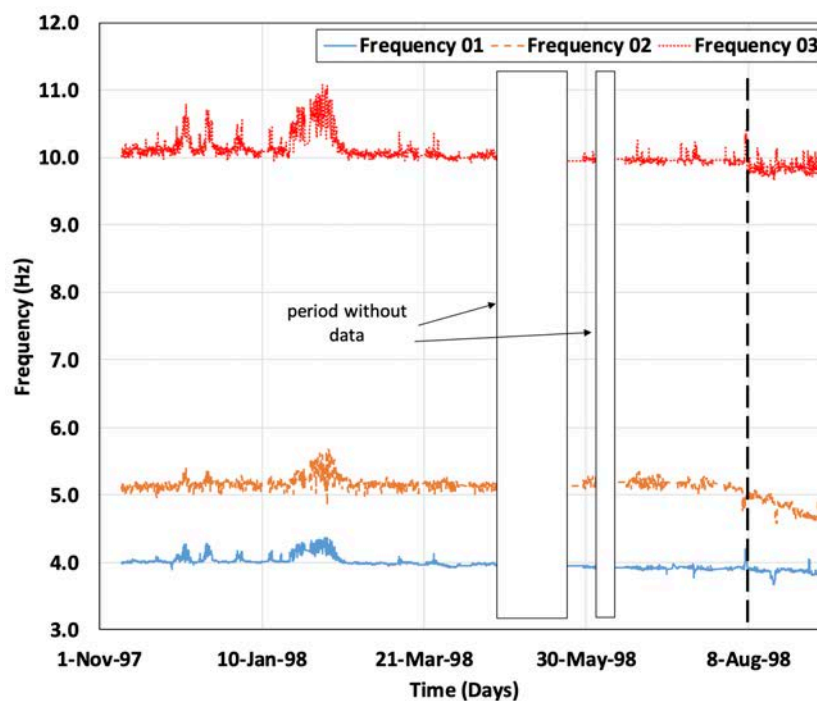 12.0
Frequency 01 Frequency 02 Frequency 03
11.0
10.0
9.0
8.0
period without
data
7.0
6.0
5.0
4.0
3.0
Frequency (Hz)
1-Nov-97 10-Jan-98 21-Mar-98 30-May-98 8-Aug-98
Time (Days)